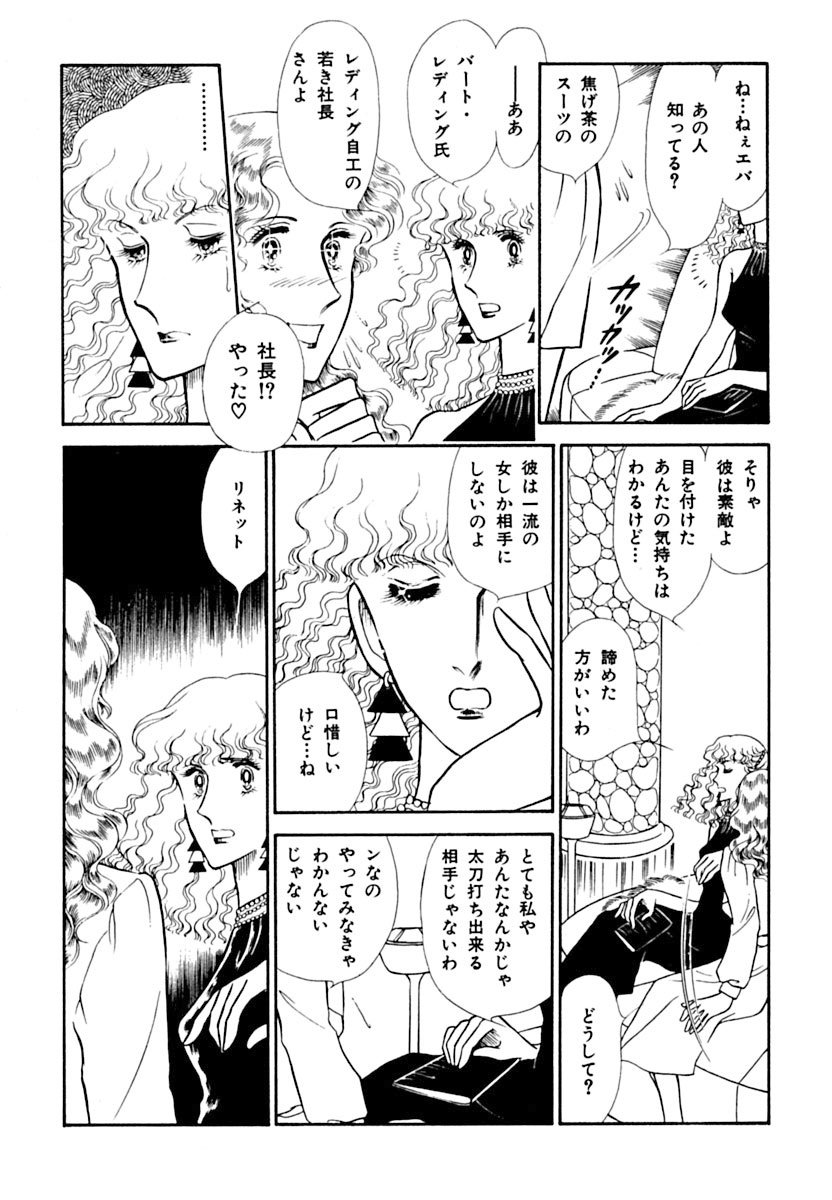 ね…ねぇエバ
あの人
知ってる？
焦げ茶の
スーツの
カッカッ…
――ああ
バート・
レディング氏
レディング自工の
若き社長
さんよ
社長!?
やった♡
………
そりゃ
彼は素敵よ
目を付けた
あんたの気持ちは
わかるけど…
諦めた
方がいいわ
どうして？
彼は一流の
女しか相手に
しないのよ
口惜しい
けど…ね
とても私や
あんたなんかじゃ
太刀打ち出来る
相手じゃないわ
ンなの
やってみなきゃ
わかんない
じゃない
リネット